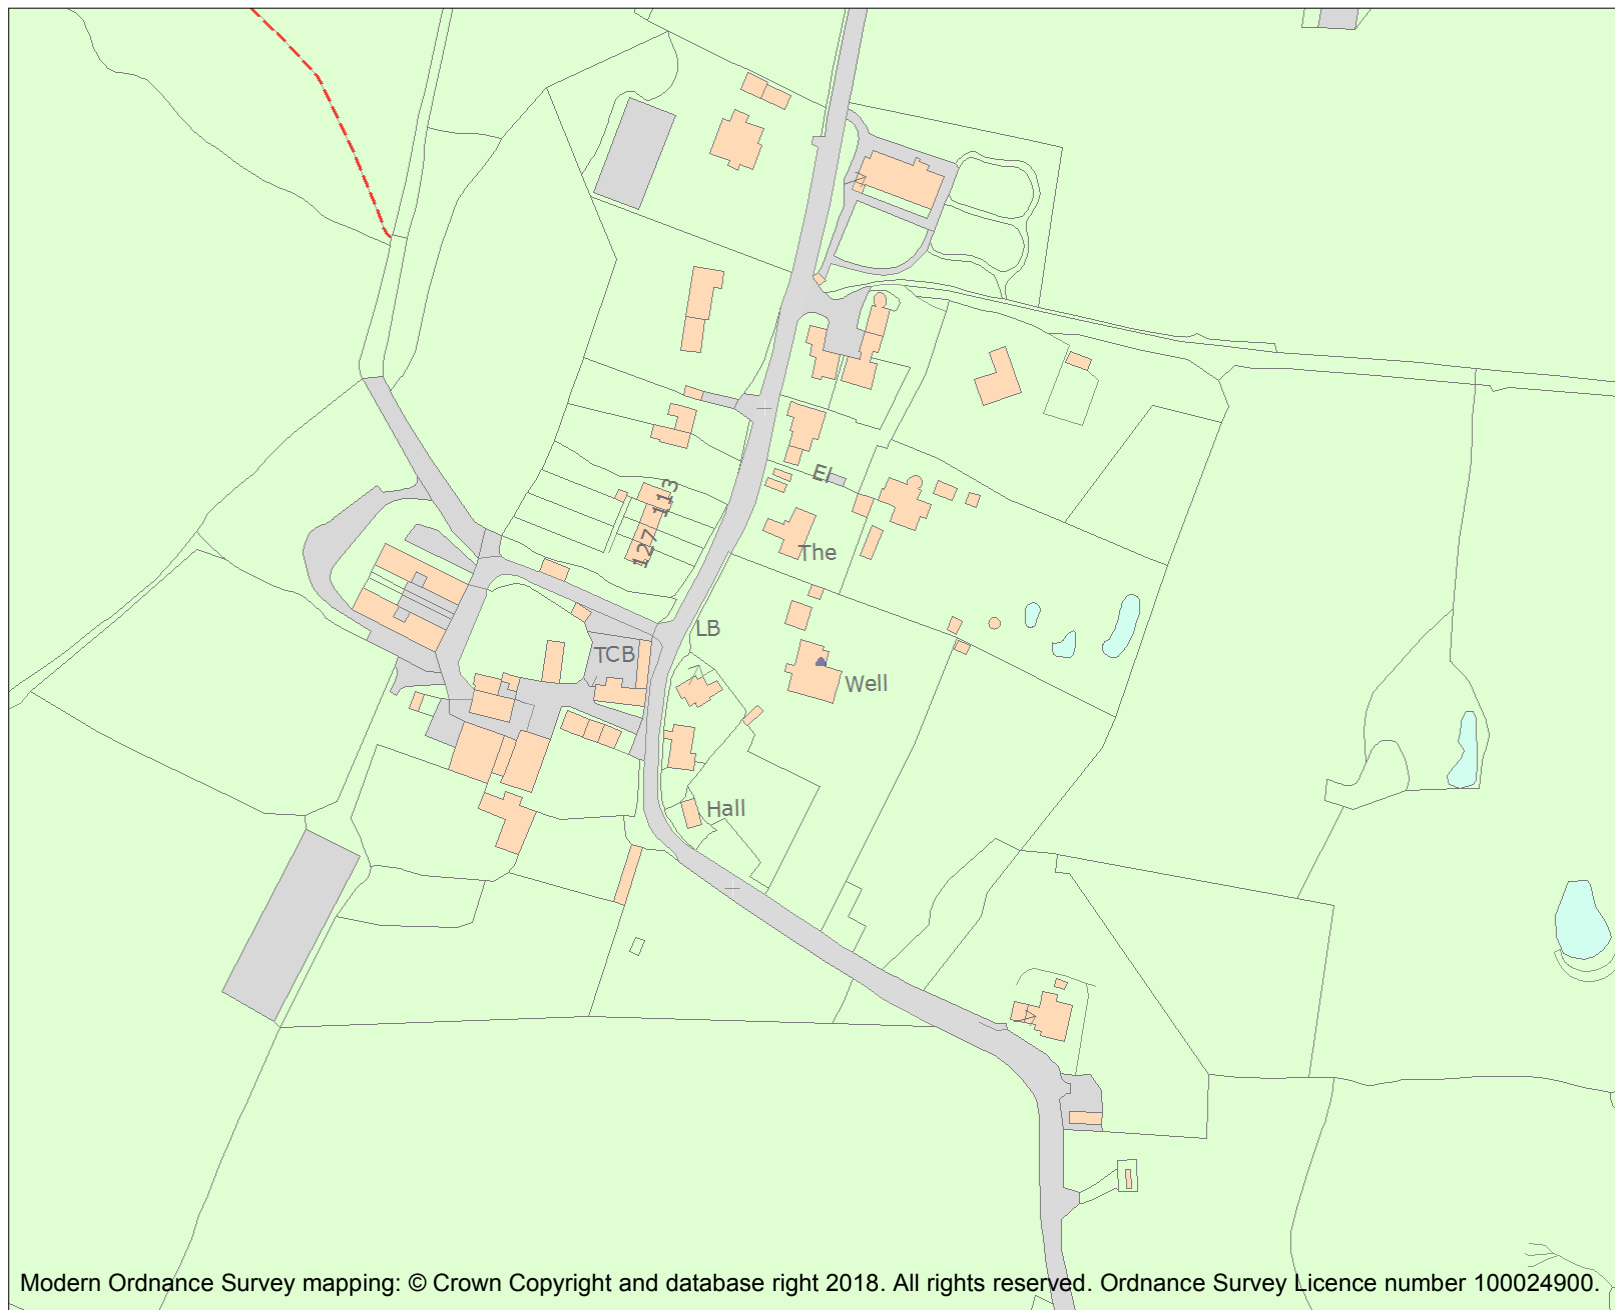 El
113
127
The
LB
TCB
Well
Hall
Modern Ordnance Survey mapping: © Crown Copyright and database right 2018. All rights reserved. Ordnance Survey Licence number 100024900.